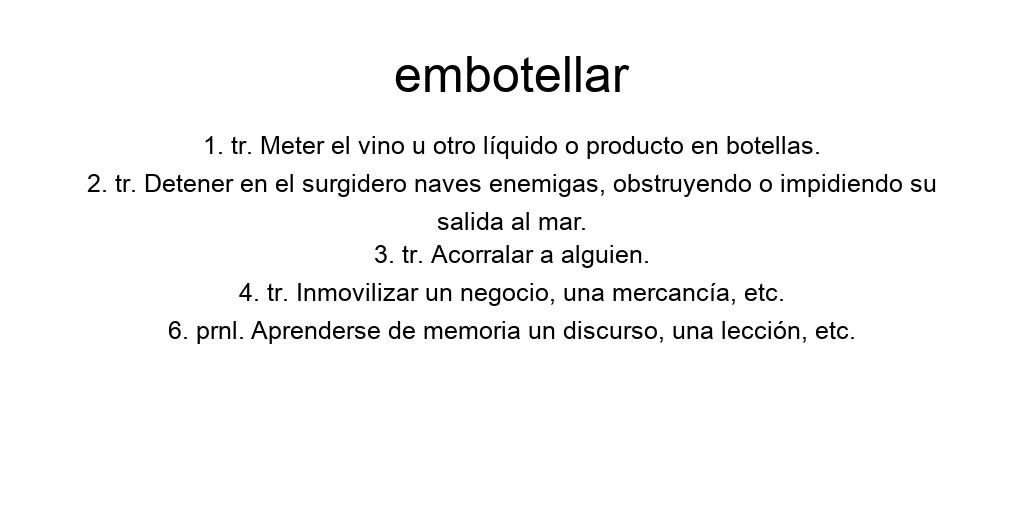 embotellar
1. tr. Meter el vino u otro líquido o producto en botellas.
2. tr. Detener en el surgidero naves enemigas, obstruyendo o impidiendo su
salida al mar.
3. tr. Acorralar a alguien.
4. tr. Inmovilizar un negocio, una mercancía, etc.
6. prnl. Aprenderse de memoria un discurso, una lección, etc.